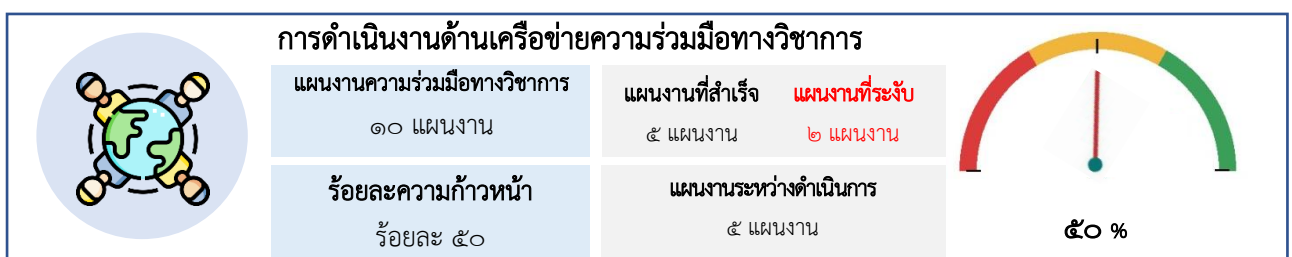 การดำเนินงานด้านเครือข่ายความร่วมมือทางวิชาการ
แผนงานความร่วมมือทางวิชาการ
๑๐ แผนงาน
แผนงานที่สำเร็จ แผนงานที่ระงับ
๕ แผนงาน ๒ แผนงาน
ร้อยละความก้าวหน้า
ร้อยละ ๕๐
แผนงานระหว่างดำเนินการ
๕ แผนงาน
๕๐ %